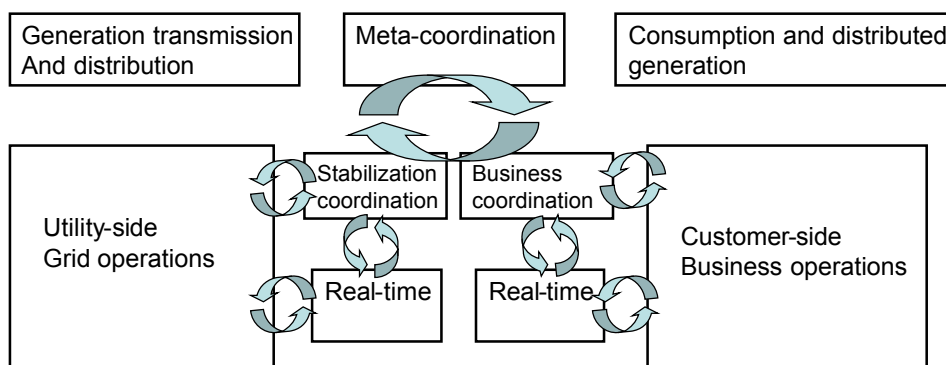 Generation transmission
And distribution
Meta-coordination
Consumption and distributed
generation
Stabilization
coordination
Business
coordination
Utility-side
Grid operations
Customer-side
Business operations
Real-time
Real-time